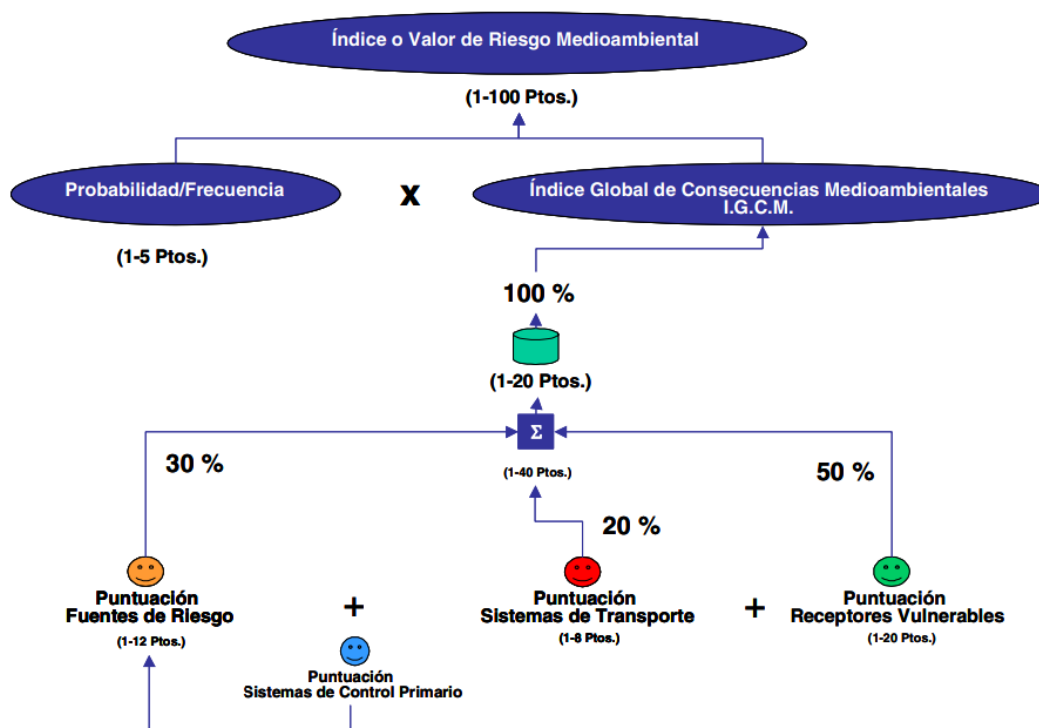 Índice o Valor de Riesgo Medioambiental
(1-100 Ptos.)
Probabilidad/Frecuencia
X
Índice Global de Consecuencias Medioambientales
I.G.C.M.
(1-5 Ptos.)
100 %
(1-20 Ptos.)
Σ
30 %
(1-40 Ptos.)
50 %
20 %
Puntuación
Fuentes de Riesgo
(1-12 Ptos.)
+
Puntuación
Sistemas de Control Primario
Puntuación
Sistemas de Transporte
(1-8 Ptos.)
+
Puntuación
Receptores Vulnerables
(1-20 Ptos.)